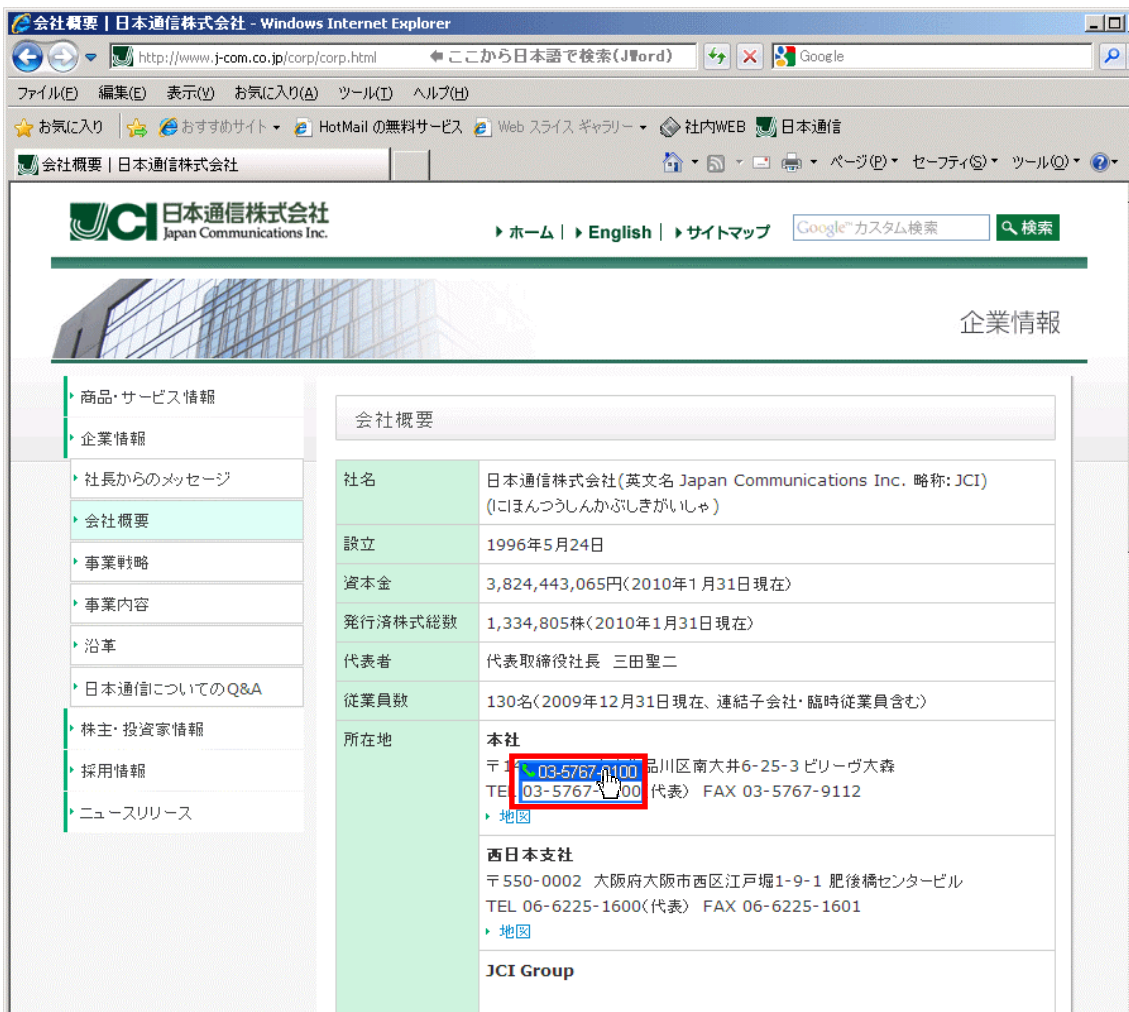 会社概要 | 日本通信株式会社 - Windows Internet Explorer
http://www.j-com.co.jp/corp/corp.html ここから日本語で検索(JWord) Google
ファイル(F) 編集(E) 表示(V) お気に入り(A) ツール(T) ヘルプ(H)
お気に入り おすすめサイト HotMail の無料サービス Web スライス ギャラリー 社内WEB 日本通信
会社概要 | 日本通信株式会社 ページ(P) セーフティ(S) ツール(O)
JCI 日本通信株式会社
Japan Communications Inc.
ホーム | English | サイトマップ Google™カスタム検索 検索
企業情報
商品・サービス情報
企業情報
社長からのメッセージ
会社概要
事業戦略
事業内容
沿革
日本通信についてのQ&A
株主・投資家情報
採用情報
ニュースリリース
会社概要
社名 日本通信株式会社(英文名 Japan Communications Inc. 略称: JCI)
(にほんつうしんかぶしきがいしゃ)
設立 1996年5月24日
資本金 3,824,443,065円(2010年1月31日現在)
発行済株式総数 1,334,805株(2010年1月31日現在)
代表者 代表取締役社長 三田聖二
従業員数 130名(2009年12月31日現在、連結子会社・臨時従業員含む)
所在地 本社
〒1 品川区南大井6-25-3 ビリーヴ大森
03-5767-9100
TEL 03-5767- 00(代表) FAX 03-5767-9112
地図
西日本支社
〒550-0002 大阪府大阪市西区江戸堀1-9-1 肥後橋センタービル
TEL 06-6225-1600(代表) FAX 06-6225-1601
地図
JCI Group